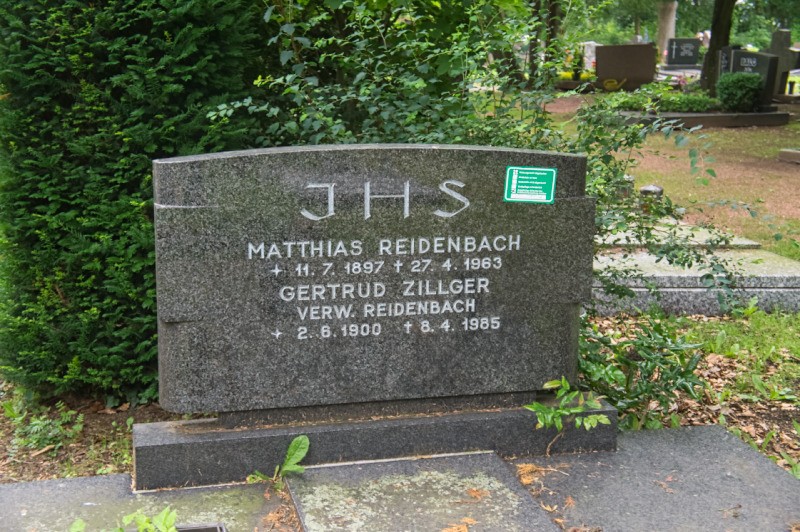 JHS
MATTHIAS REIDENBACH
+ 11. 7. 1897 † 27. 4. 1963
GERTRUD ZILLGER
VERW. REIDENBACH
+ 2. 6. 1900 † 8. 4. 1985